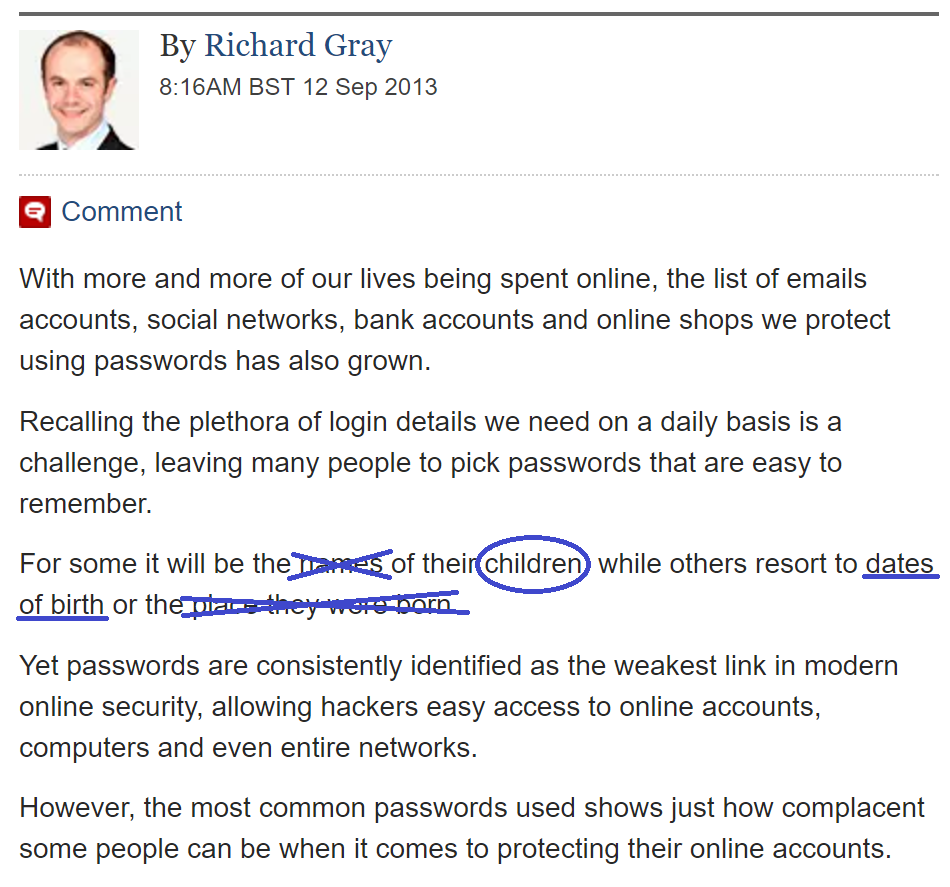 By Richard Gray
8:16AM BST 12 Sep 2013
Comment
With more and more of our lives being spent online, the list of emails
accounts, social networks, bank accounts and online shops we protect
using passwords has also grown.
Recalling the plethora of login details we need on a daily basis is a
challenge, leaving many people to pick passwords that are easy to
remember.
For some it will be the names of their children, while others resort to dates
of birth or the place they were born.
Yet passwords are consistently identified as the weakest link in modern
online security, allowing hackers easy access to online accounts,
computers and even entire networks.
However, the most common passwords used shows just how complacent
some people can be when it comes to protecting their online accounts.